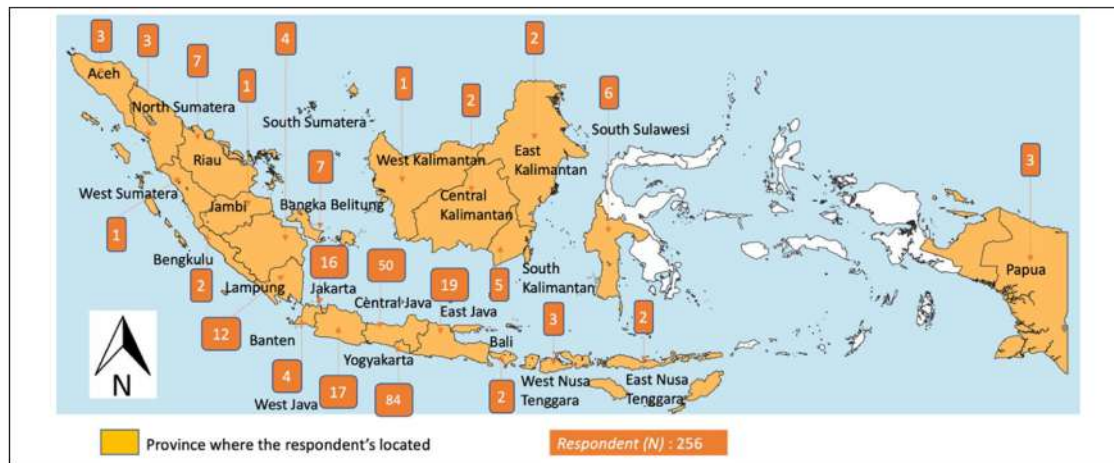 3
3
7
4
1
2
1
2
6
3
Aceh
North Sumatera
South Sumatera
South Sulawesi
Riau
West Kalimantan
East
Kalimantan
West Sumatera
7
Central
Kalimantan
Jambi
Bangka Belitung
1
Bengkulu
16
50
19
5
South
Kalimantan
Papua
2
Lampung
Jakarta
Central Java
East Java
3
2
12
Banten
Yogyakarta
Bali
4
West Java
17
84
2
West Nusa
Tenggara
East Nusa
Tenggara
N
Province where the respondent's located
Respondent (N) : 256